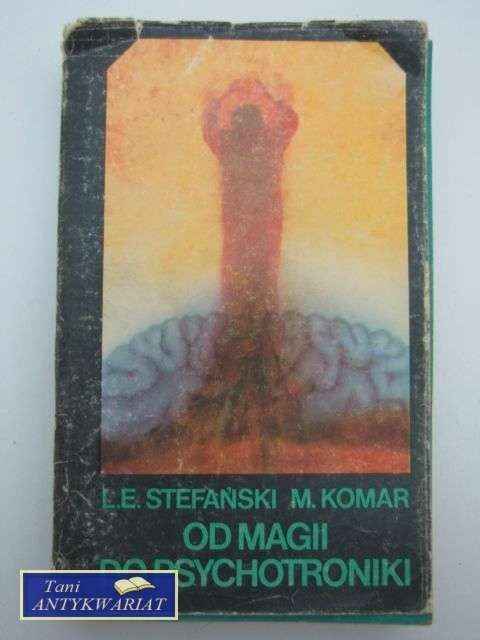 L.E. STEFAŃSKI M. KOMAR
OD MAGII
DO PSYCHOTRONIKI
Tani
ANTYKWARIAT